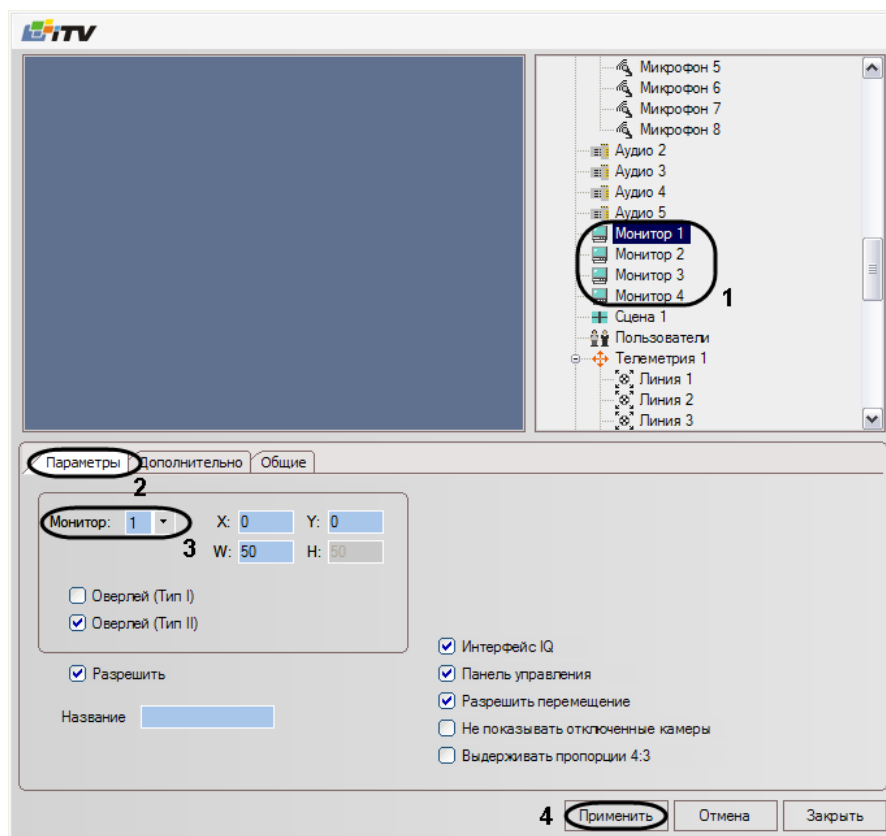 iTV
Микрофон 5
Микрофон 6
Микрофон 7
Микрофон 8
Аудио 2
Аудио 3
Аудио 4
Аудио 5
Монитор 1
Монитор 2
Монитор 3
Монитор 4
1
Сцена 1
Пользователи
Телеметрия 1
Линия 1
Линия 2
Линия 3
Параметры Дополнительно Общие
2
Монитор: 1 X: 0 Y: 0
3 W: 50 H: 50
Оверлей (Тип I)
Оверлей (Тип II)
Разрешить
Название
Интерфейс IQ
Панель управления
Разрешить перемещение
Не показывать отключенные камеры
Выдерживать пропорции 4:3
4 Применить Отмена Закрыть